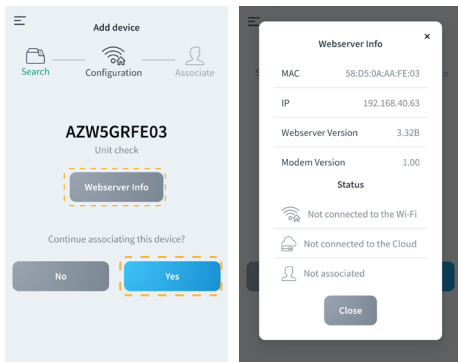 Add device
Search
Configuration
Associate
AZW5GRFE03
Unit check
Webserver Info
Continue associating this device?
No
Yes
Webserver Info
×
MAC 58:D5:0A:AA:FE:03
IP 192.168.40.63
Webserver Version 3.32B
Modem Version 1.00
Status
Not connected to the Wi-Fi
Not connected to the Cloud
Not associated
Close